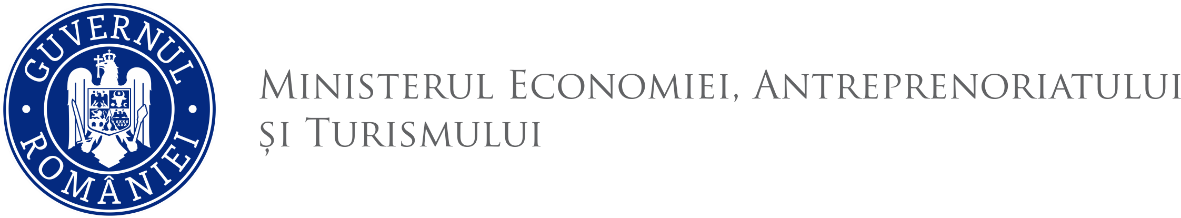 GUVERNUL
ROMÂNIEI
Ministerul Economiei, Antreprenoriatului
și Turismului